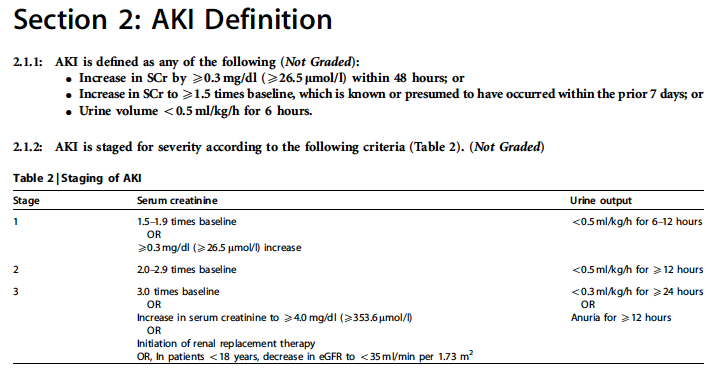 Section 2: AKI Definition
2.1.1: AKI is defined as any of the following (Not Graded):
• Increase in SCr by ⩾0.3 mg/dl (⩾26.5 μmol/l) within 48 hours; or
• Increase in SCr to ⩾1.5 times baseline, which is known or presumed to have occurred within the prior 7 days; or
• Urine volume <0.5 ml/kg/h for 6 hours.
2.1.2: AKI is staged for severity according to the following criteria (Table 2). (Not Graded)
Table 2 | Staging of AKI
Stage Serum creatinine Urine output
1 1.5–1.9 times baseline <0.5 ml/kg/h for 6–12 hours
OR
⩾0.3 mg/dl (⩾26.5 μmol/l) increase
2 2.0–2.9 times baseline <0.5 ml/kg/h for ⩾12 hours
3 3.0 times baseline <0.3 ml/kg/h for ⩾24 hours
OR OR
Increase in serum creatinine to ⩾4.0 mg/dl (⩾353.6 μmol/l) Anuria for ⩾12 hours
OR
Initiation of renal replacement therapy
OR, In patients <18 years, decrease in eGFR to <35 ml/min per 1.73 m²